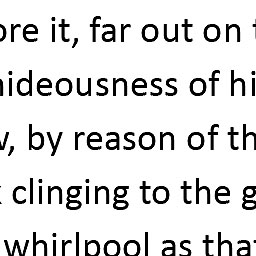 ore it, far out on
hideousness of hi
, by reason of th
clinging to the g
whirlpool as that